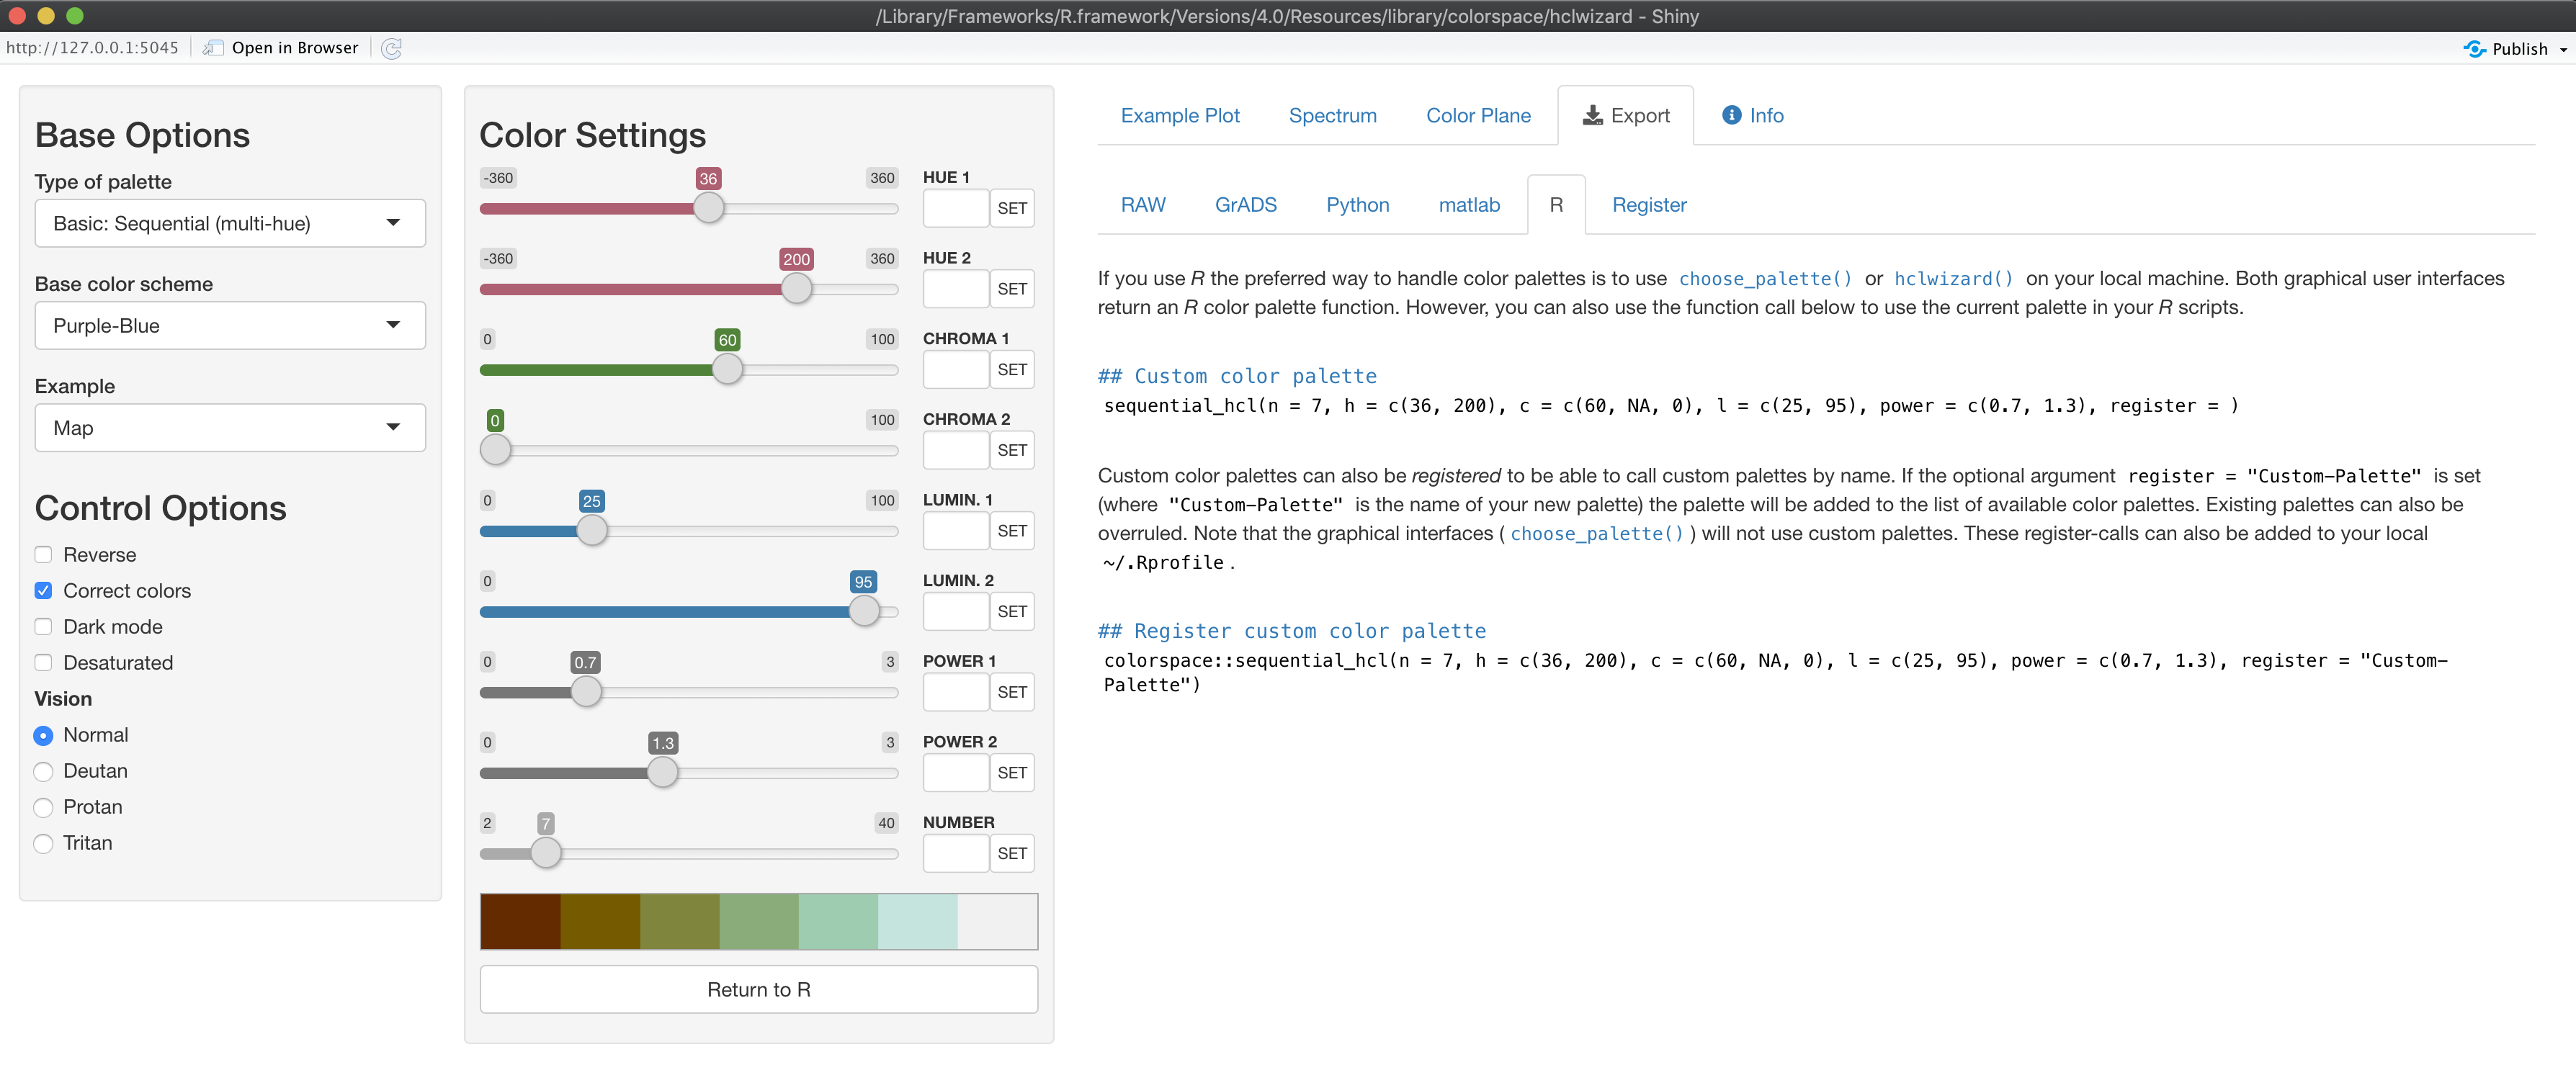 /Library/Frameworks/R.framework/Versions/4.0/Resources/library/colorspace/hclwizard - Shiny
http://127.0.0.1:5045 Open in Browser Publish
Base Options
Type of palette
Basic: Sequential (multi-hue)
Base color scheme
Purple-Blue
Example
Map
Control Options
Reverse
Correct colors
Dark mode
Desaturated
Vision
Normal
Deutan
Protan
Tritan
Color Settings
-360 36 360 HUE 1
SET
-360 200 360 HUE 2
SET
0 60 100 CHROMA 1
SET
0 100 CHROMA 2
SET
0 25 100 LUMIN. 1
SET
0 95 LUMIN. 2
SET
0 0.7 3 POWER 1
SET
0 1.3 3 POWER 2
SET
2 7 40 NUMBER
SET
Return to R
Example Plot Spectrum Color Plane Export Info
RAW GrADS Python matlab R Register
If you use R the preferred way to handle color palettes is to use choose_palette() or hclwizard() on your local machine. Both graphical user interfaces
return an R color palette function. However, you can also use the function call below to use the current palette in your R scripts.
## Custom color palette
sequential_hcl(n = 7, h = c(36, 200), c = c(60, NA, 0), l = c(25, 95), power = c(0.7, 1.3), register = )
Custom color palettes can also be registered to be able to call custom palettes by name. If the optional argument register = "Custom-Palette" is set
(where "Custom-Palette" is the name of your new palette) the palette will be added to the list of available color palettes. Existing palettes can also be
overruled. Note that the graphical interfaces ( choose_palette() ) will not use custom palettes. These register-calls can also be added to your local
~/.Rprofile .
## Register custom color palette
colorspace::sequential_hcl(n = 7, h = c(36, 200), c = c(60, NA, 0), l = c(25, 95), power = c(0.7, 1.3), register = "Custom-
Palette")